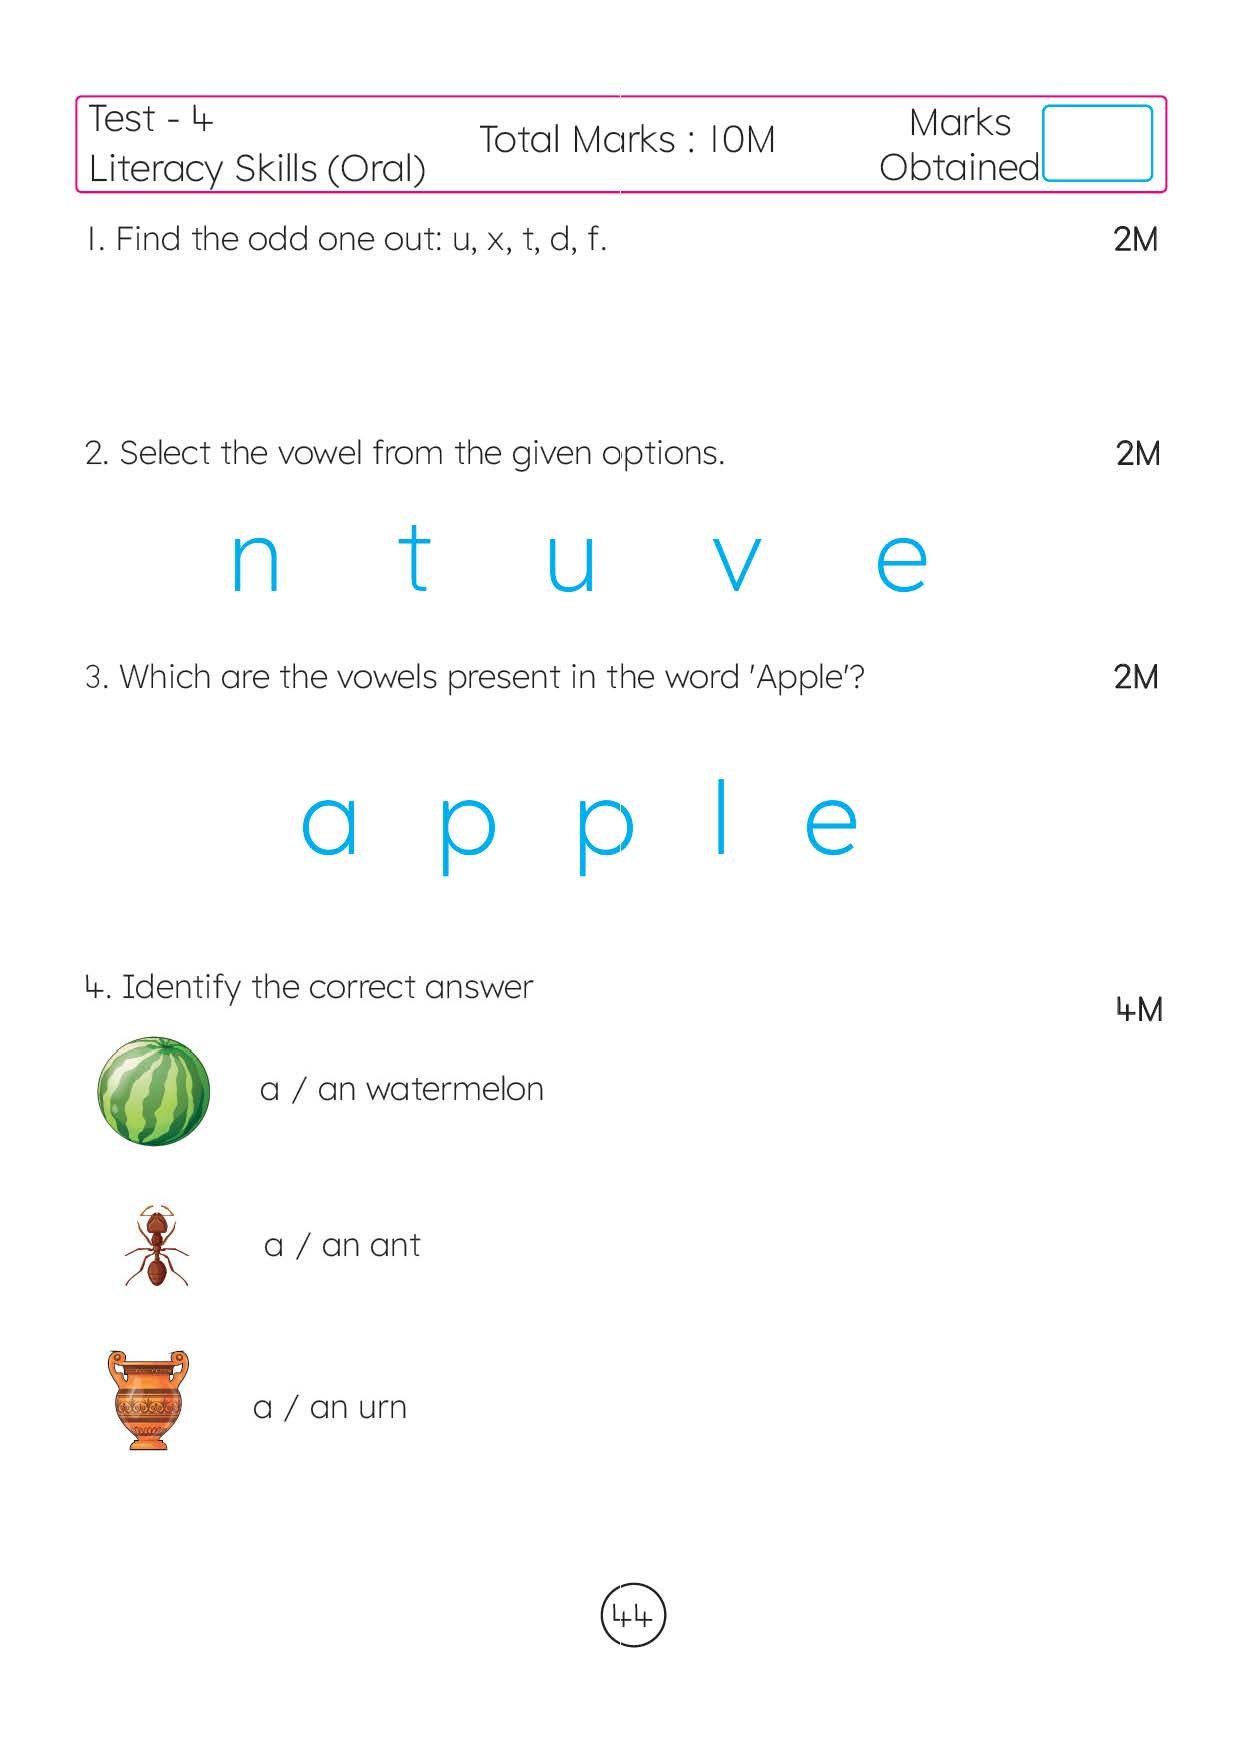 Test - 4
Literacy Skills (Oral)
Total Marks : 10M
Marks
Obtained
1. Find the odd one out: u, x, t, d, f.
2M
2. Select the vowel from the given options.
2M
n t u v e
3. Which are the vowels present in the word 'Apple'?
2M
a p p l e
4. Identify the correct answer
4M
a / an watermelon
a / an ant
a / an urn
44